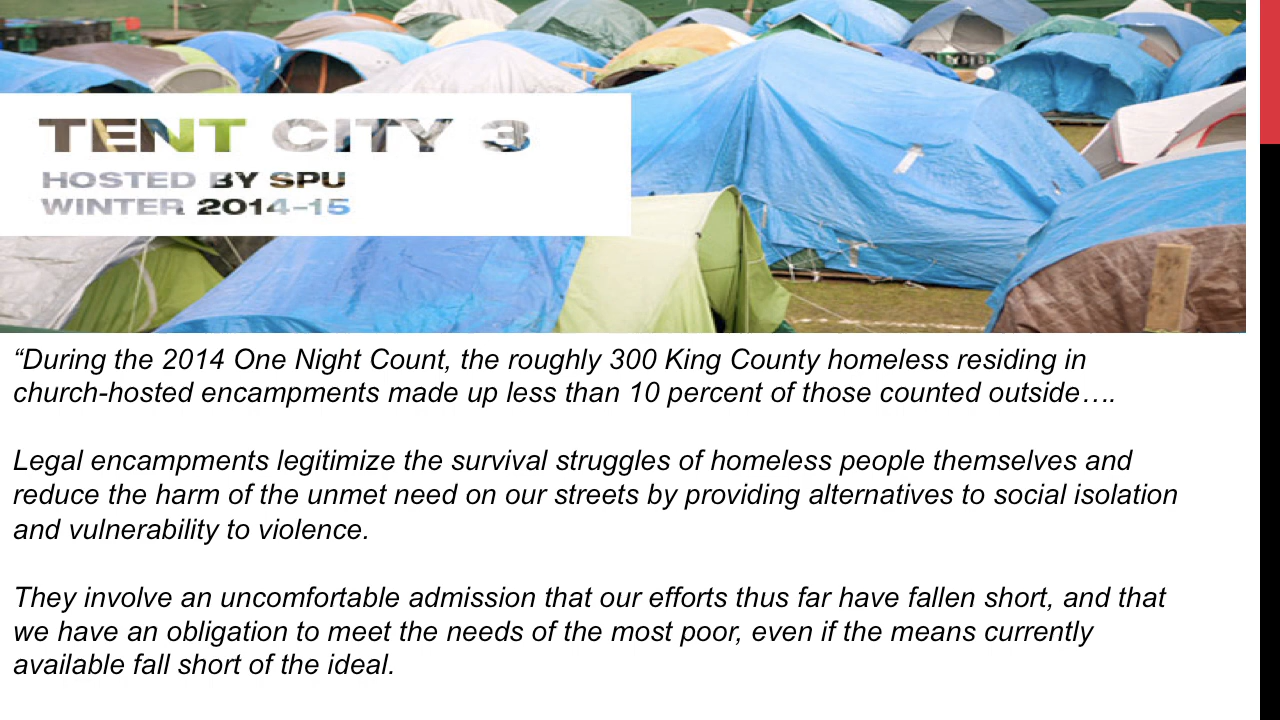 TENT CITY 3
HOSTED BY SPU
WINTER 2014-15
“During the 2014 One Night Count, the roughly 300 King County homeless residing in
church-hosted encampments made up less than 10 percent of those counted outside….
Legal encampments legitimize the survival struggles of homeless people themselves and
reduce the harm of the unmet need on our streets by providing alternatives to social isolation
and vulnerability to violence.
They involve an uncomfortable admission that our efforts thus far have fallen short, and that
we have an obligation to meet the needs of the most poor, even if the means currently
available fall short of the ideal.